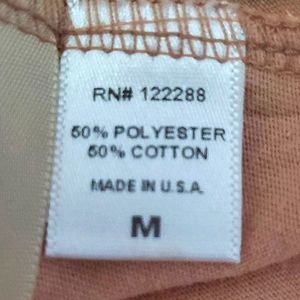 RN# 122288
50% POLYESTER
50% COTTON
MADE IN U.S.A.
M